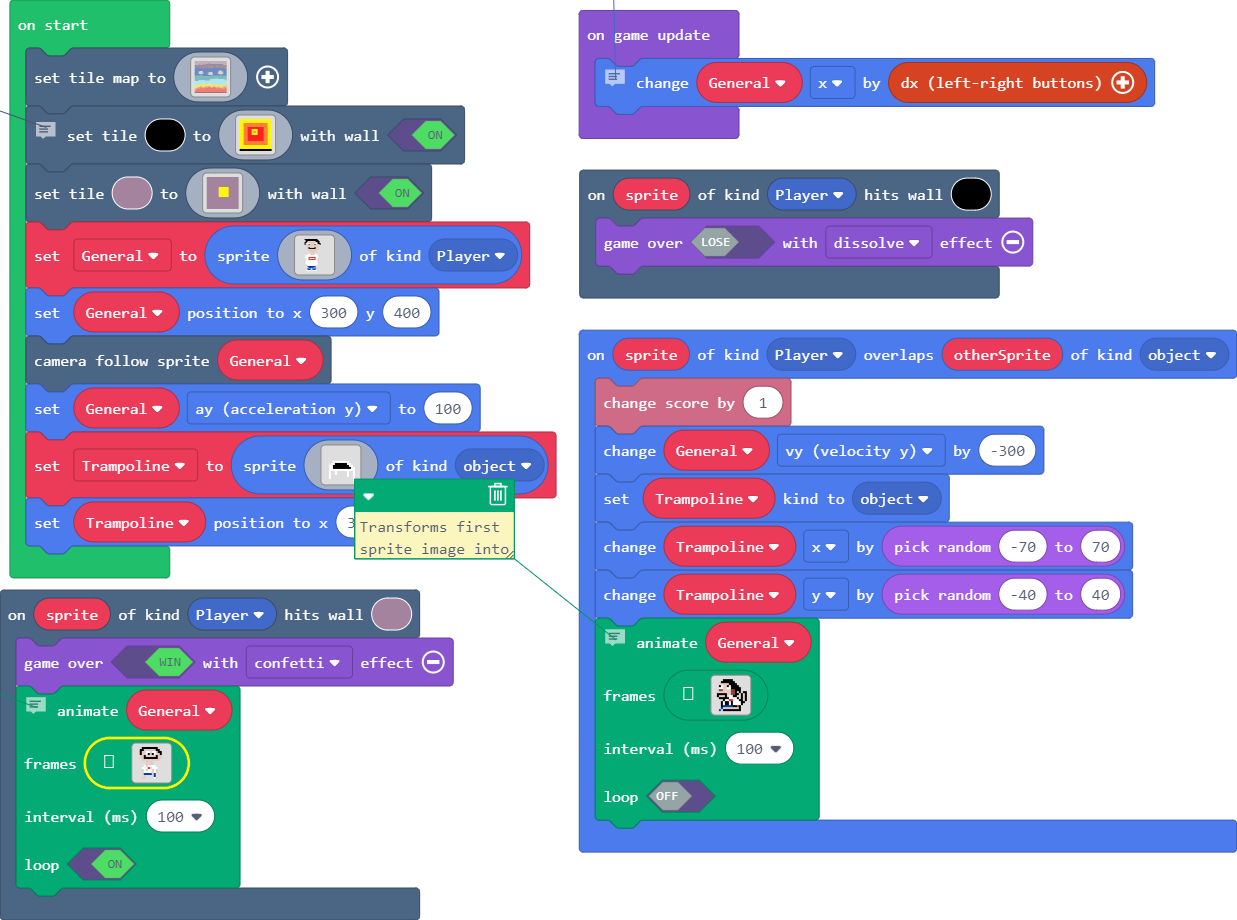 on start
set tile map to
set tile to with wall ON
set tile to with wall ON
set General to sprite of kind Player
set General position to x 300 y 400
camera follow sprite General
set General ay (acceleration y) to 100
set Trampoline to sprite of kind object
set Trampoline position to x
Transforms first
sprite image into
on sprite of kind Player hits wall
game over WIN with confetti effect
animate General
frames
interval (ms) 100
loop ON
on game update
change General x by dx (left-right buttons)
on sprite of kind Player hits wall
game over LOSE with dissolve effect
on sprite of kind Player overlaps otherSprite of kind object
change score by 1
change General vy (velocity y) by -300
set Trampoline kind to object
change Trampoline x by pick random -70 to 70
change Trampoline y by pick random -40 to 40
animate General
frames
interval (ms) 100
loop OFF